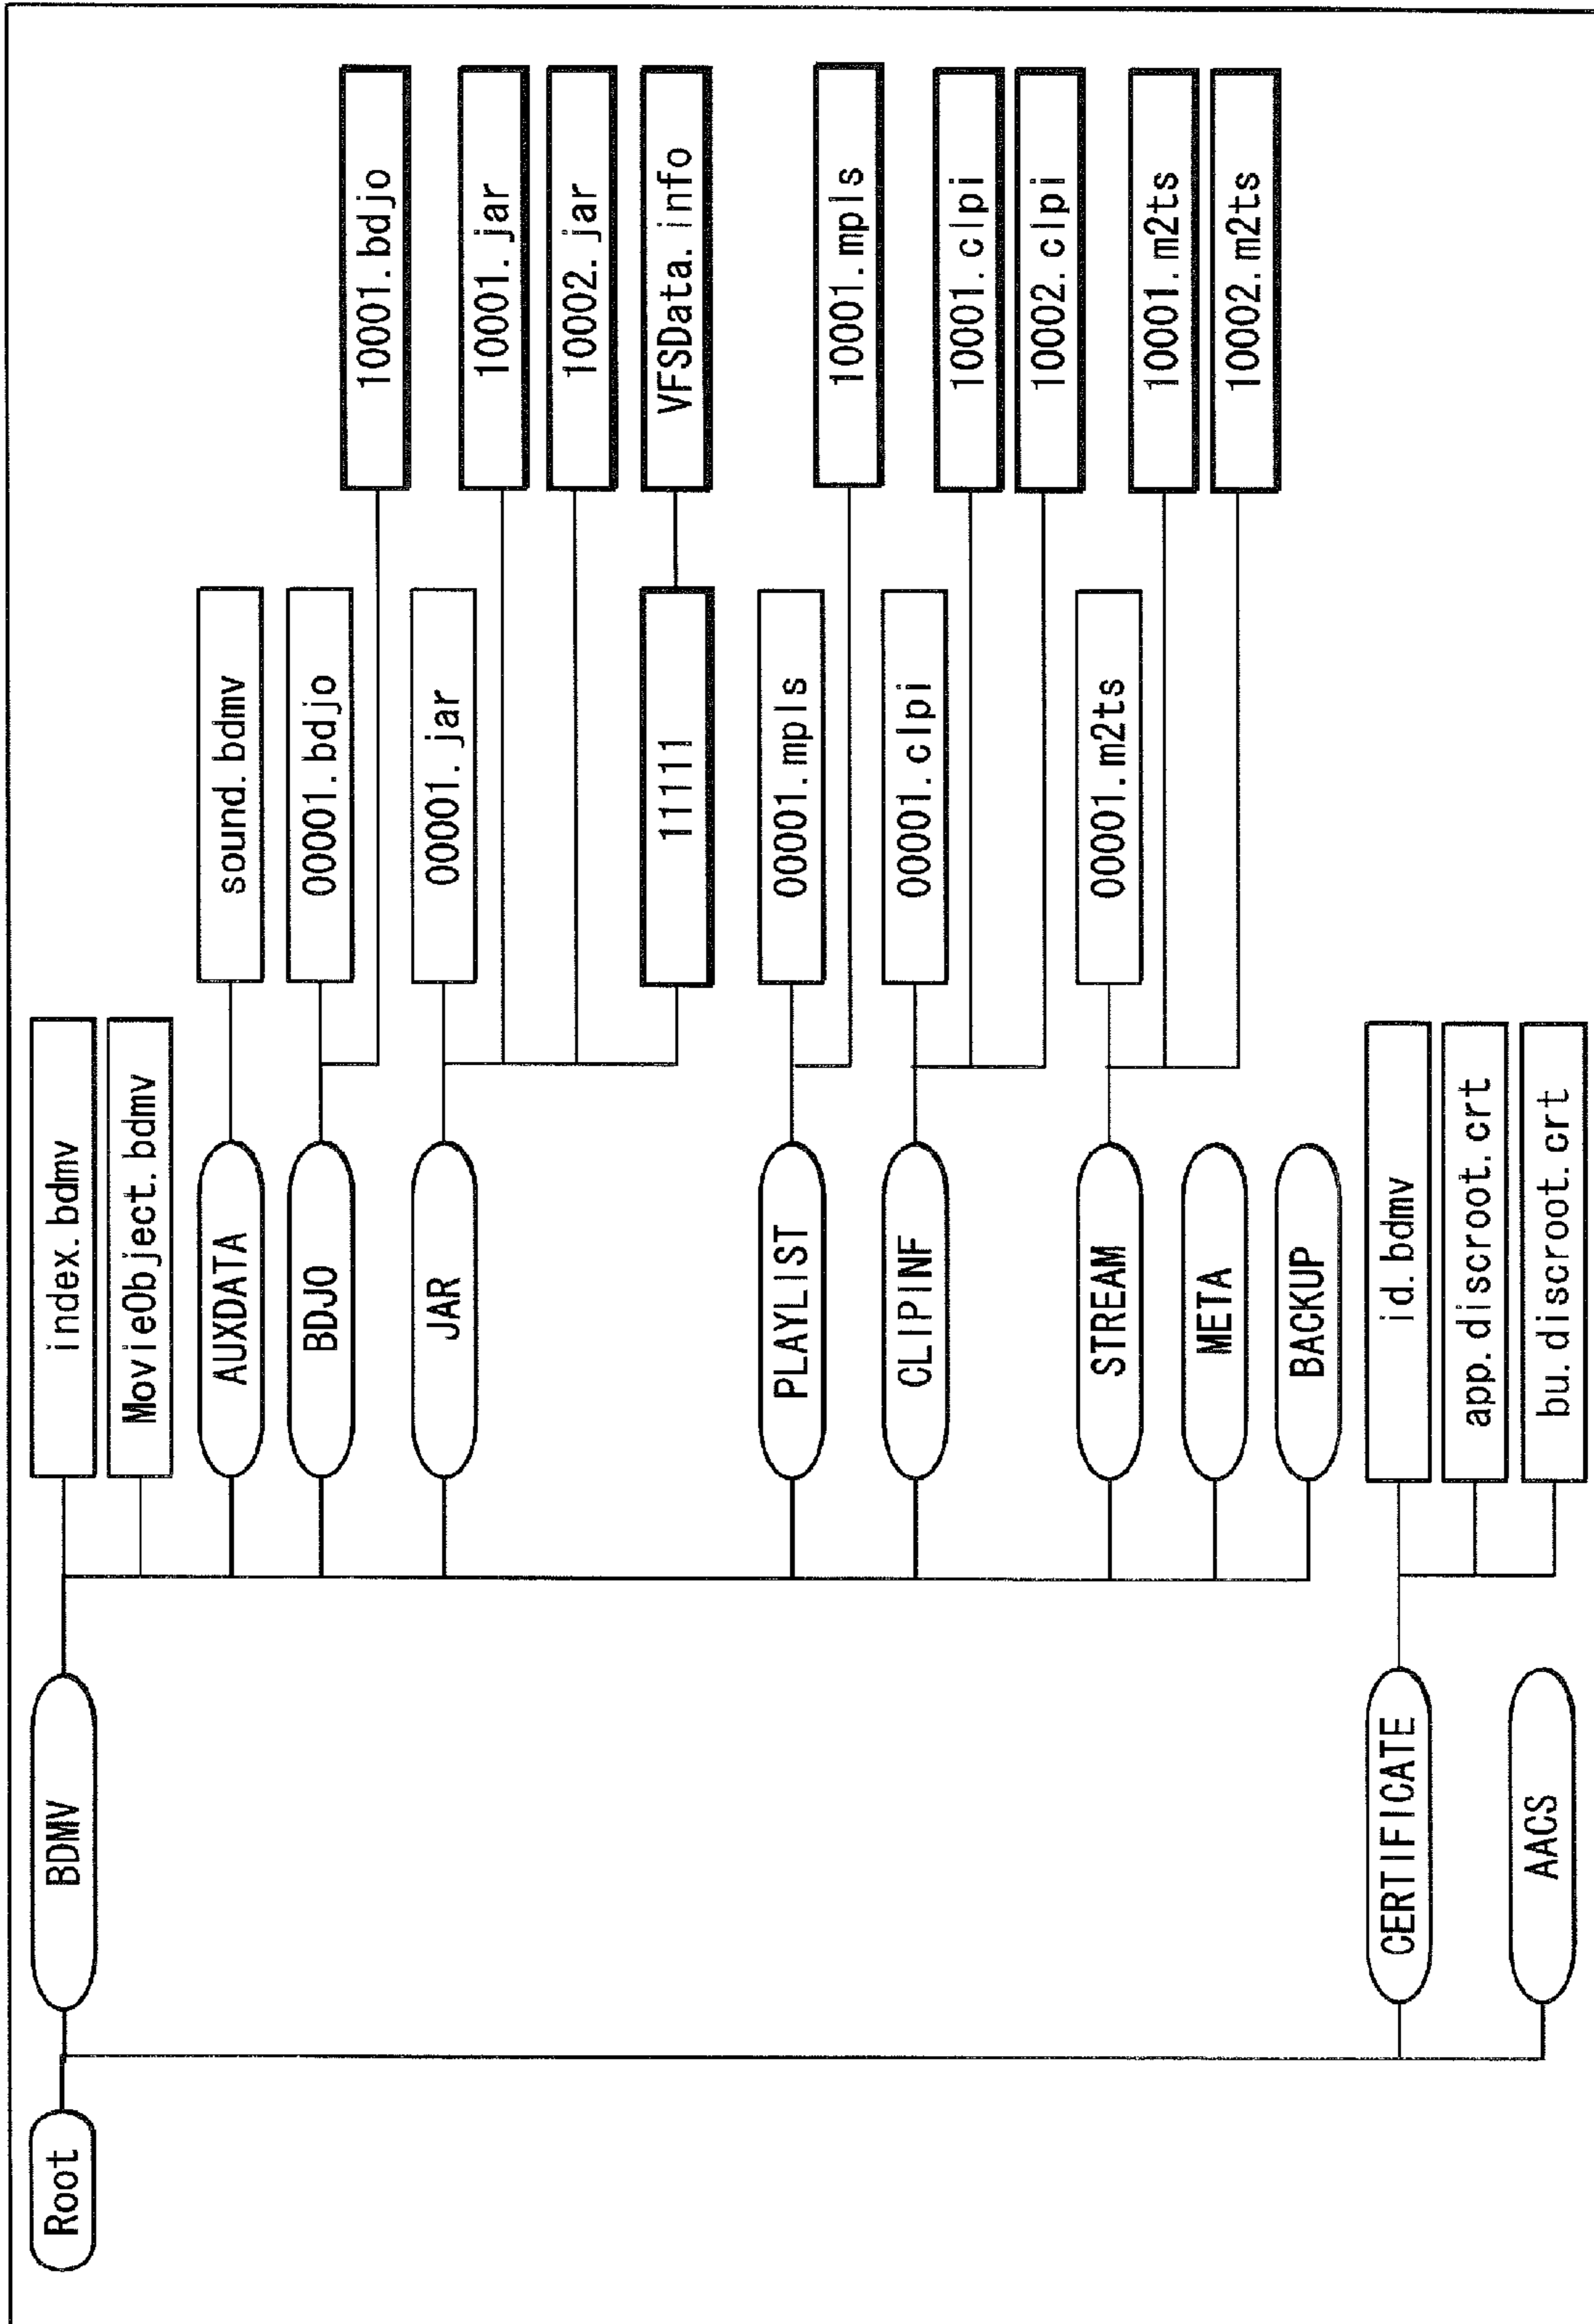 Root
BDMV
index.bdmv
MovieObject.bdmv
AUXDATA
sound.bdmv
BDJO
00001.bdjo
10001.bdjo
JAR
00001.jar
10001.jar
10002.jar
11111
VFSData.info
PLAYLIST
00001.mpls
10001.mpls
CLIPINF
00001.clpi
10001.clpi
10002.clpi
STREAM
00001.m2ts
10001.m2ts
10002.m2ts
META
BACKUP
CERTIFICATE
id.bdmv
app.discroot.crt
bu.discroot.crt
AACS